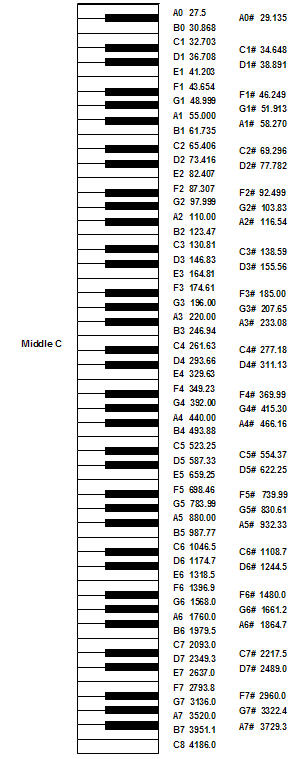 A0 27.5
A0# 29.135
B0 30.868
C1 32.703
C1# 34.648
D1 36.708
D1# 38.891
E1 41.203
F1 43.654
F1# 46.249
G1 48.999
G1# 51.913
A1 55.000
A1# 58.270
B1 61.735
C2 65.406
C2# 69.296
D2 73.416
D2# 77.782
E2 82.407
F2 87.307
F2# 92.499
G2 97.999
G2# 103.83
A2 110.00
A2# 116.54
B2 123.47
C3 130.81
C3# 138.59
D3 146.83
D3# 155.56
E3 164.81
F3 174.61
F3# 185.00
G3 196.00
G3# 207.65
A3 220.00
A3# 233.08
B3 246.94
Middle C
C4 261.63
C4# 277.18
D4 293.66
D4# 311.13
E4 329.63
F4 349.23
F4# 369.99
G4 392.00
G4# 415.30
A4 440.00
A4# 466.16
B4 493.88
C5 523.25
C5# 554.37
D5 587.33
D5# 622.25
E5 659.25
F5 698.46
F5# 739.99
G5 783.99
G5# 830.61
A5 880.00
A5# 932.33
B5 987.77
C6 1046.5
C6# 1108.7
D6 1174.7
D6# 1244.5
E6 1318.5
F6 1396.9
F6# 1480.0
G6 1568.0
G6# 1661.2
A6 1760.0
A6# 1864.7
B6 1979.5
C7 2093.0
C7# 2217.5
D7 2349.3
D7# 2489.0
E7 2637.0
F7 2793.8
F7# 2960.0
G7 3136.0
G7# 3322.4
A7 3520.0
A7# 3729.3
B7 3951.1
C8 4186.0